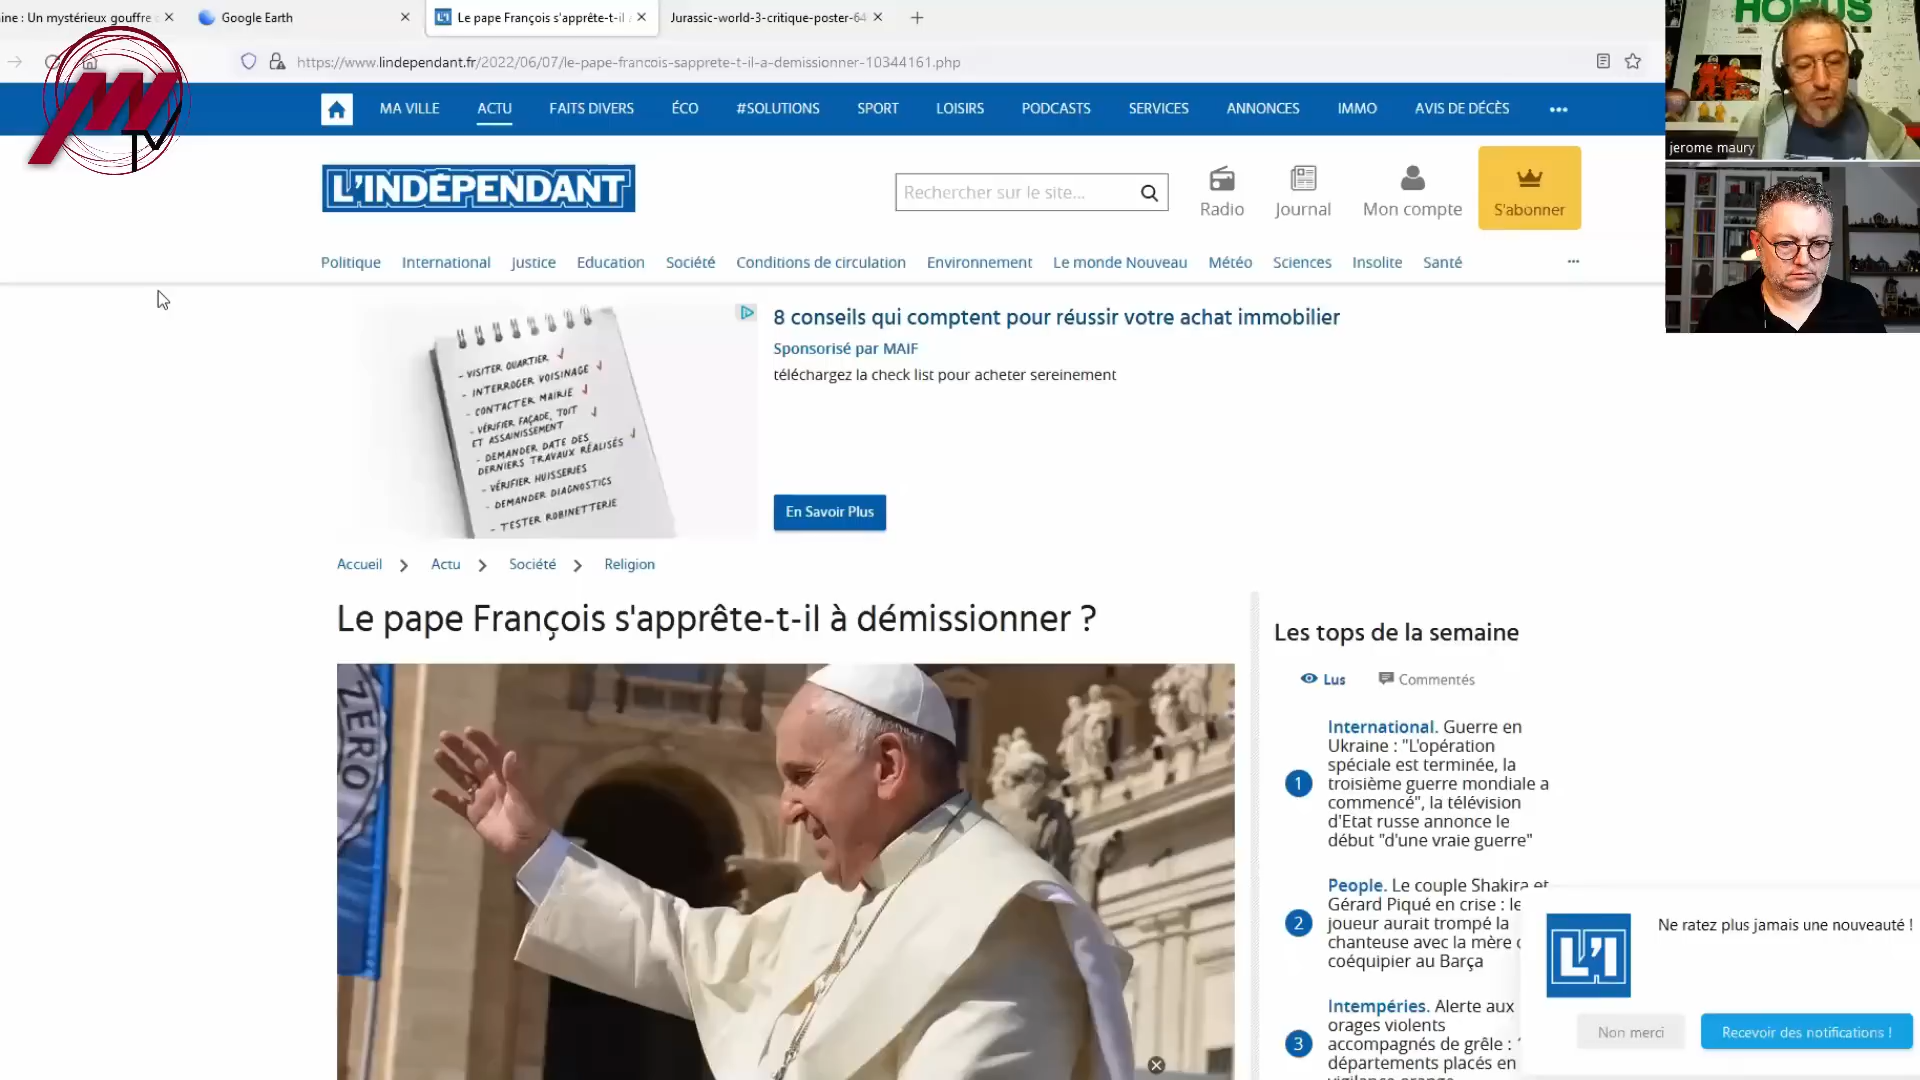 aine : Un mystérieux gouffre
Google Earth
Le pape François s'apprête-t-il
Jurassic-world-3-critique-poster-64
https://www.lindependant.fr/2022/06/07/le-pape-francois-sapprete-t-il-a-demissionner-10344161.php
HORUS
jerome maury
TV
MA VILLE ACTU FAITS DIVERS ÉCO #SOLUTIONS SPORT LOISIRS PODCASTS SERVICES ANNONCES IMMO AVIS DE DÉCÈS
L'INDÉPENDANT
Rechercher sur le site...
Radio
Journal
Mon compte
S'abonner
Politique International Justice Education Société Conditions de circulation Environnement Le monde Nouveau Météo Sciences Insolite Santé
- VISITER QUARTIER
- INTERROGER VOISINAGE
- CONTACTER MAIRIE
- VÉRIFIER FAÇADE, TOIT
ET ASSAINISSEMENT
- DEMANDER DATE DES
DERNIERS TRAVAUX RÉALISÉS
- VÉRIFIER HUISSERIES
- DEMANDER DIAGNOSTICS
- TESTER ROBINETTERIE
8 conseils qui comptent pour réussir votre achat immobilier
Sponsorisé par MAIF
téléchargez la check list pour acheter sereinement
En Savoir Plus
Accueil Actu Société Religion
Le pape François s'apprête-t-il à démissionner ?
ZERO
Les tops de la semaine
Lus
Commentés
1
International. Guerre en
Ukraine : "L'opération
spéciale est terminée, la
troisième guerre mondiale a
commencé", la télévision
d'Etat russe annonce le
début "d'une vraie guerre"
2
People. Le couple Shakira et
Gérard Piqué en crise : le
joueur aurait trompé la
chanteuse avec la mère
coéquipier au Barça
3
Intempéries. Alerte aux
orages violents
accompagnés de grêle :
départements placés en
vigilance orange
L'I
Ne ratez plus jamais une nouveauté !
Non merci
Recevoir des notifications !